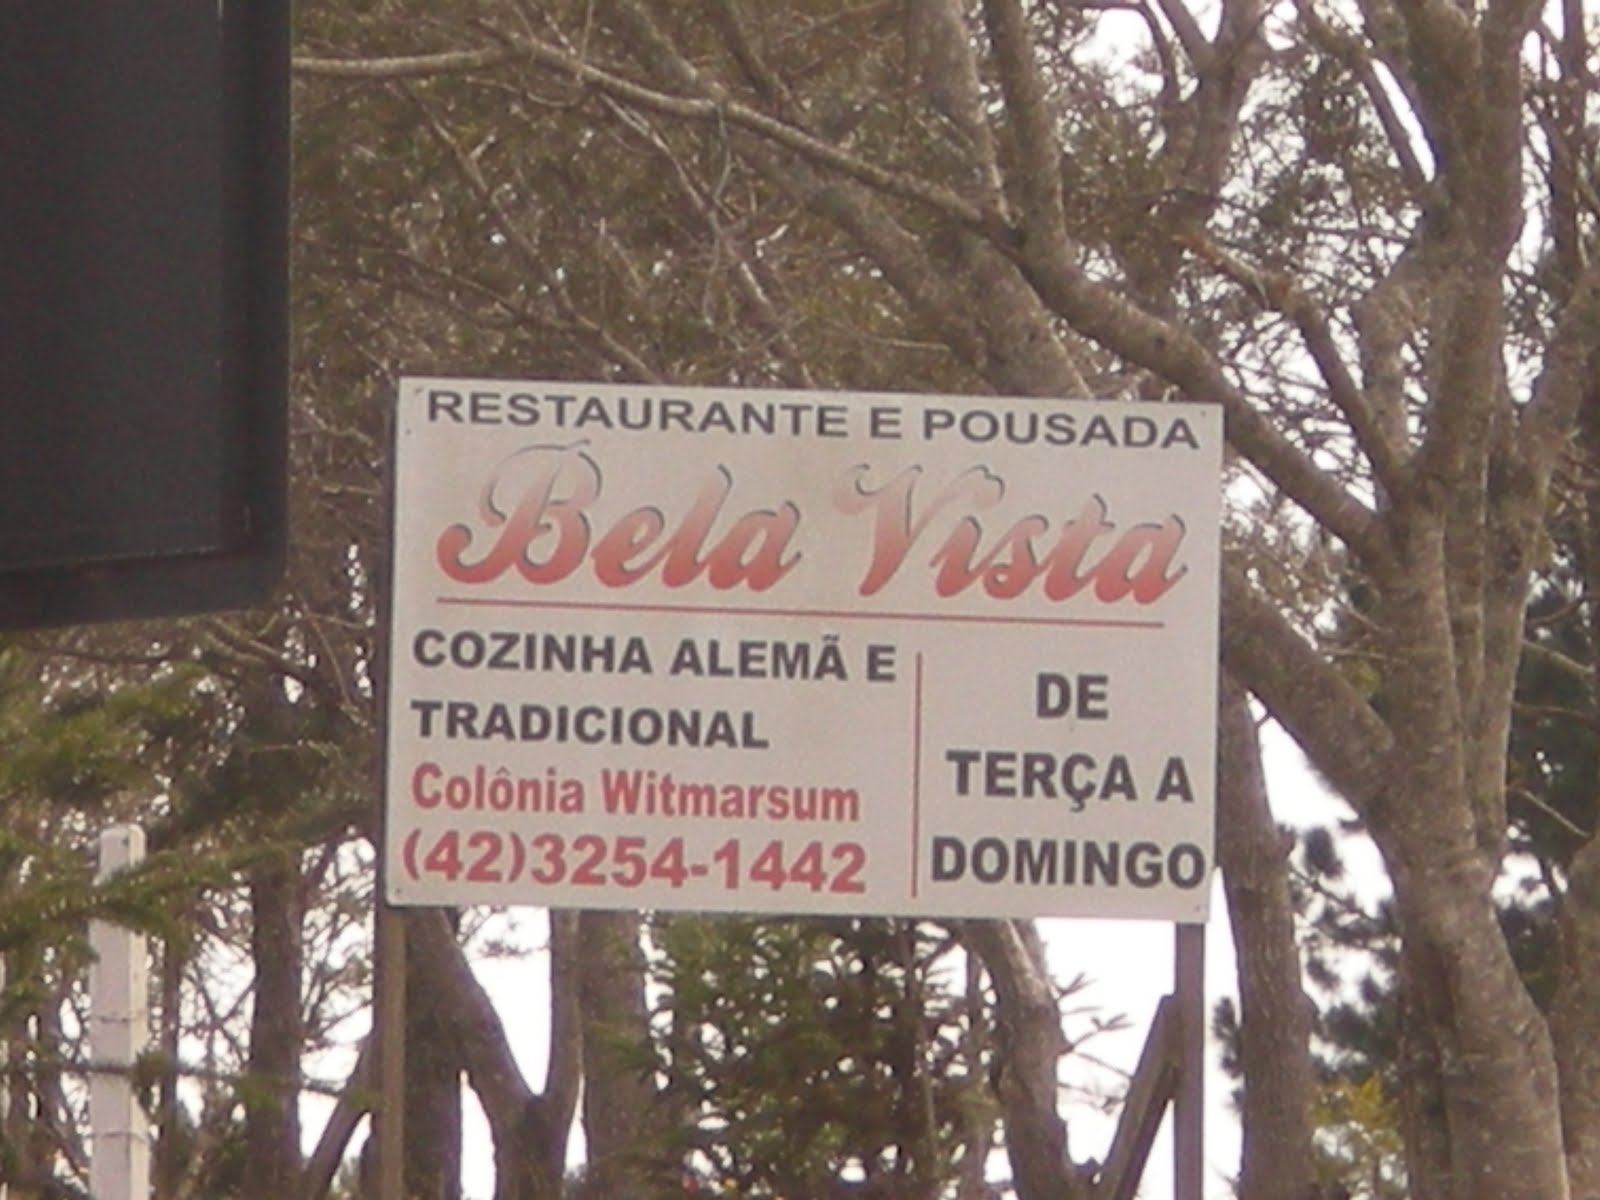 RESTAURANTE E POUSADA
Bela Vista
COZINHA ALEMÃ E
TRADICIONAL
Colônia Witmarsum
(42)3254-1442
DE
TERÇA A
DOMINGO